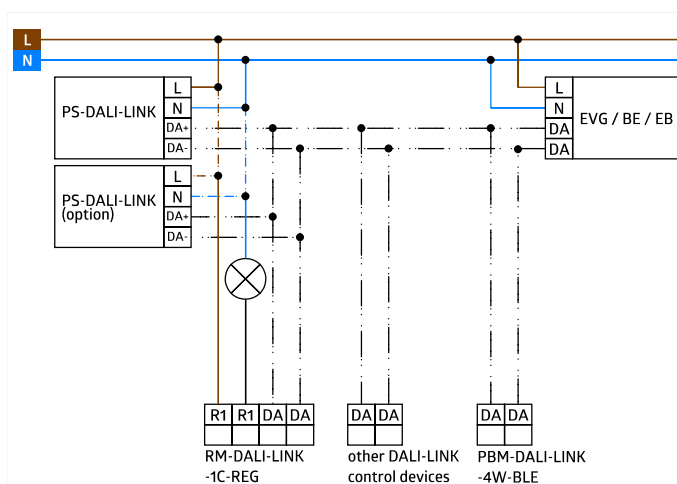 L
N
PS-DALI-LINK
L
N
DA+
DA-
PS-DALI-LINK
(option)
L
N
DA+
DA-
L
N
DA
DA
EVG / BE / EB
R1 R1 DA DA
RM-DALI-LINK
-1C-REG
DA DA
other DALI-LINK
control devices
DA DA
PBM-DALI-LINK
-4W-BLE